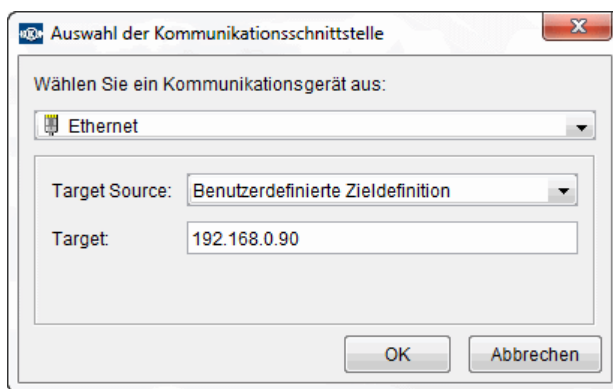 Auswahl der Kommunikationsschnittstelle
Wählen Sie ein Kommunikationsgerät aus:
Ethernet
Target Source: Benutzerdefinierte Zieldefinition
Target: 192.168.0.90
OK Abbrechen